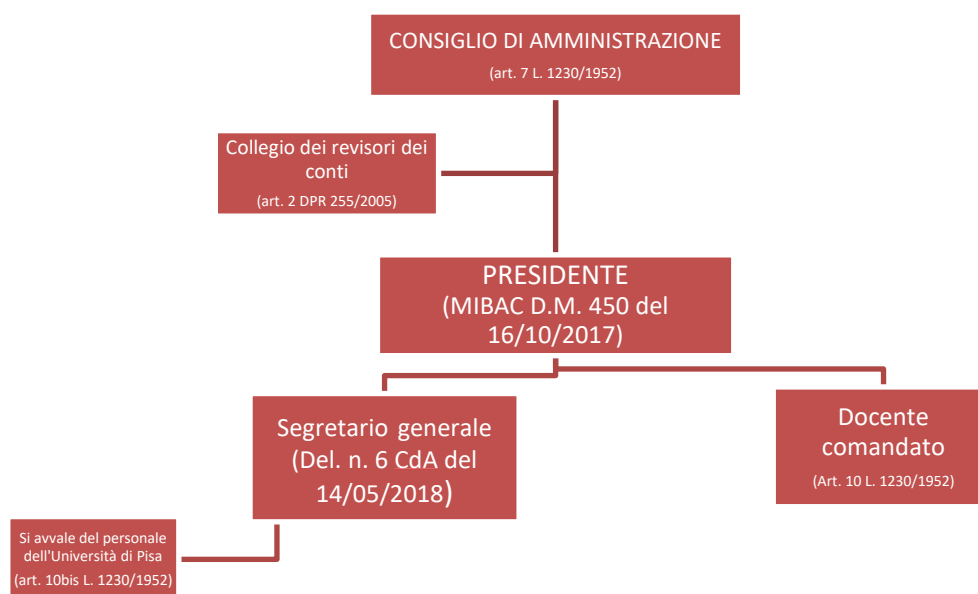 CONSIGLIO DI AMMINISTRAZIONE
(art. 7 L. 1230/1952)
Collegio dei revisori dei
conti
(art. 2 DPR 255/2005)
PRESIDENTE
(MIBAC D.M. 450 del
16/10/2017)
Segretario generale
(Del. n. 6 CdA del
14/05/2018)
Docente
comandato
(Art. 10 L. 1230/1952)
Si avvale del personale
dell'Università di Pisa
(art. 10bis L. 1230/1952)